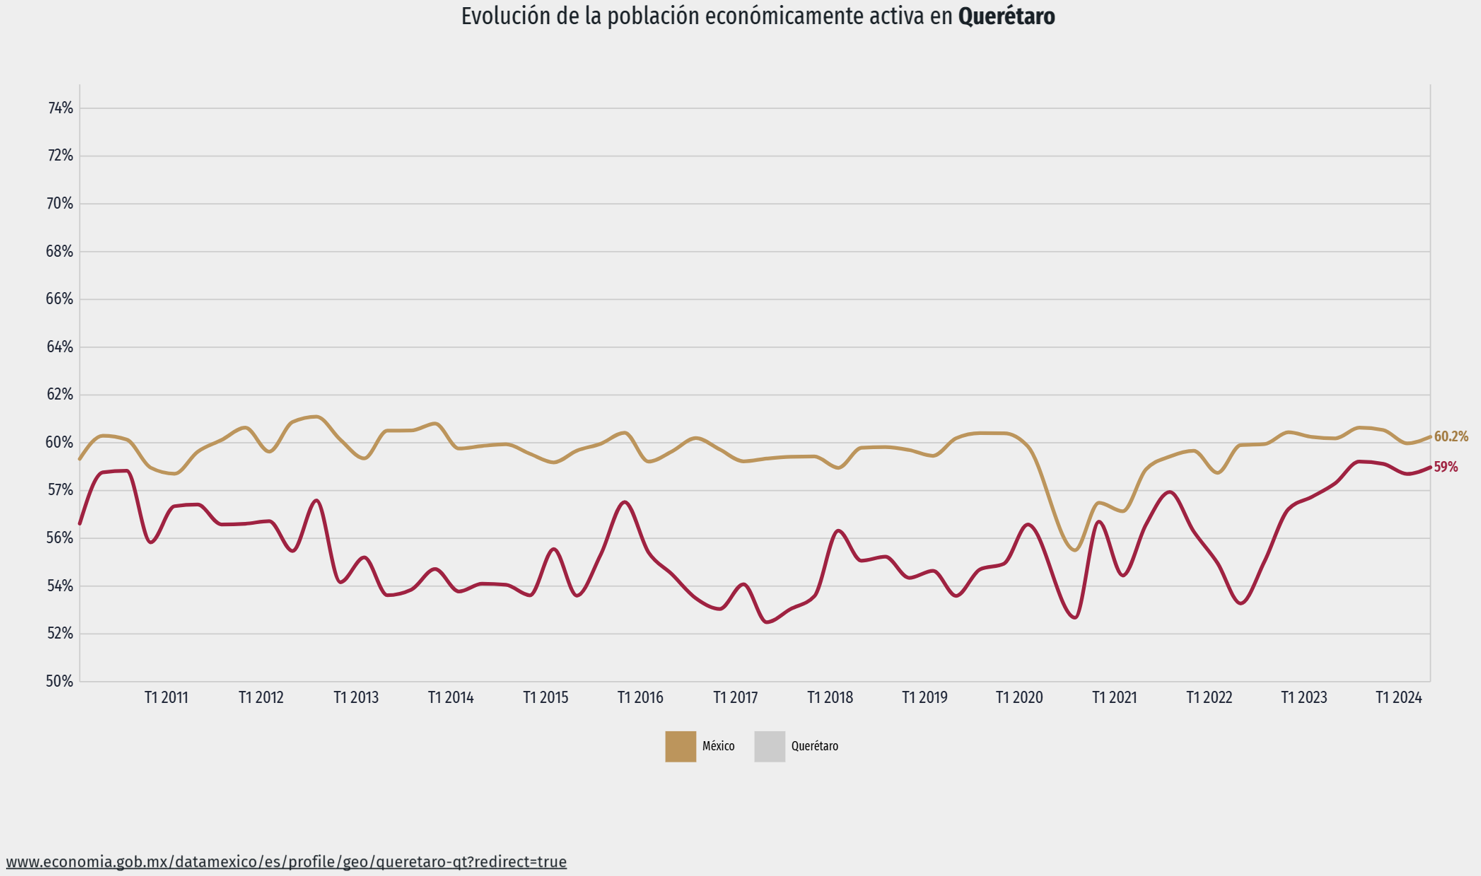 Evolución de la población económicamente activa en Querétaro
74%
72%
70%
68%
66%
64%
62%
60%
57%
56%
54%
52%
50%
60.2%
59%
T1 2011
T1 2012
T1 2013
T1 2014
T1 2015
T1 2016
T1 2017
T1 2018
T1 2019
T1 2020
T1 2021
T1 2022
T1 2023
T1 2024
México
Querétaro
www.economia.gob.mx/datamexico/es/profile/geo/queretaro-qt?redirect=true